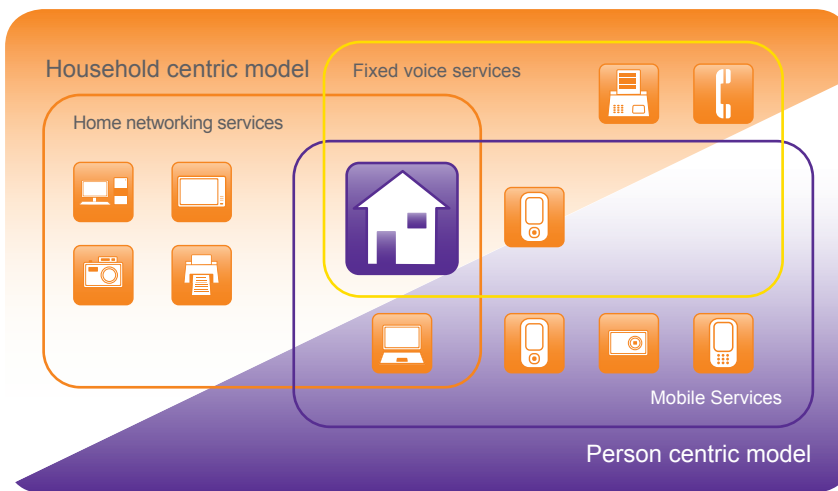 Household centric model
Fixed voice services
Home networking services
Mobile Services
Person centric model